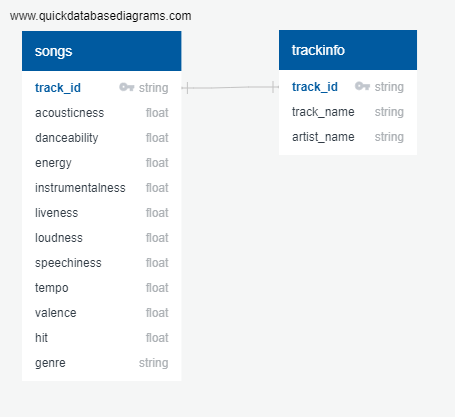 www.quickdatabasediagrams.com
songs
track_id string
acousticness float
danceability float
energy float
instrumentalness float
liveness float
loudness float
speechiness float
tempo float
valence float
hit float
genre string
trackinfo
track_id string
track_name string
artist_name string